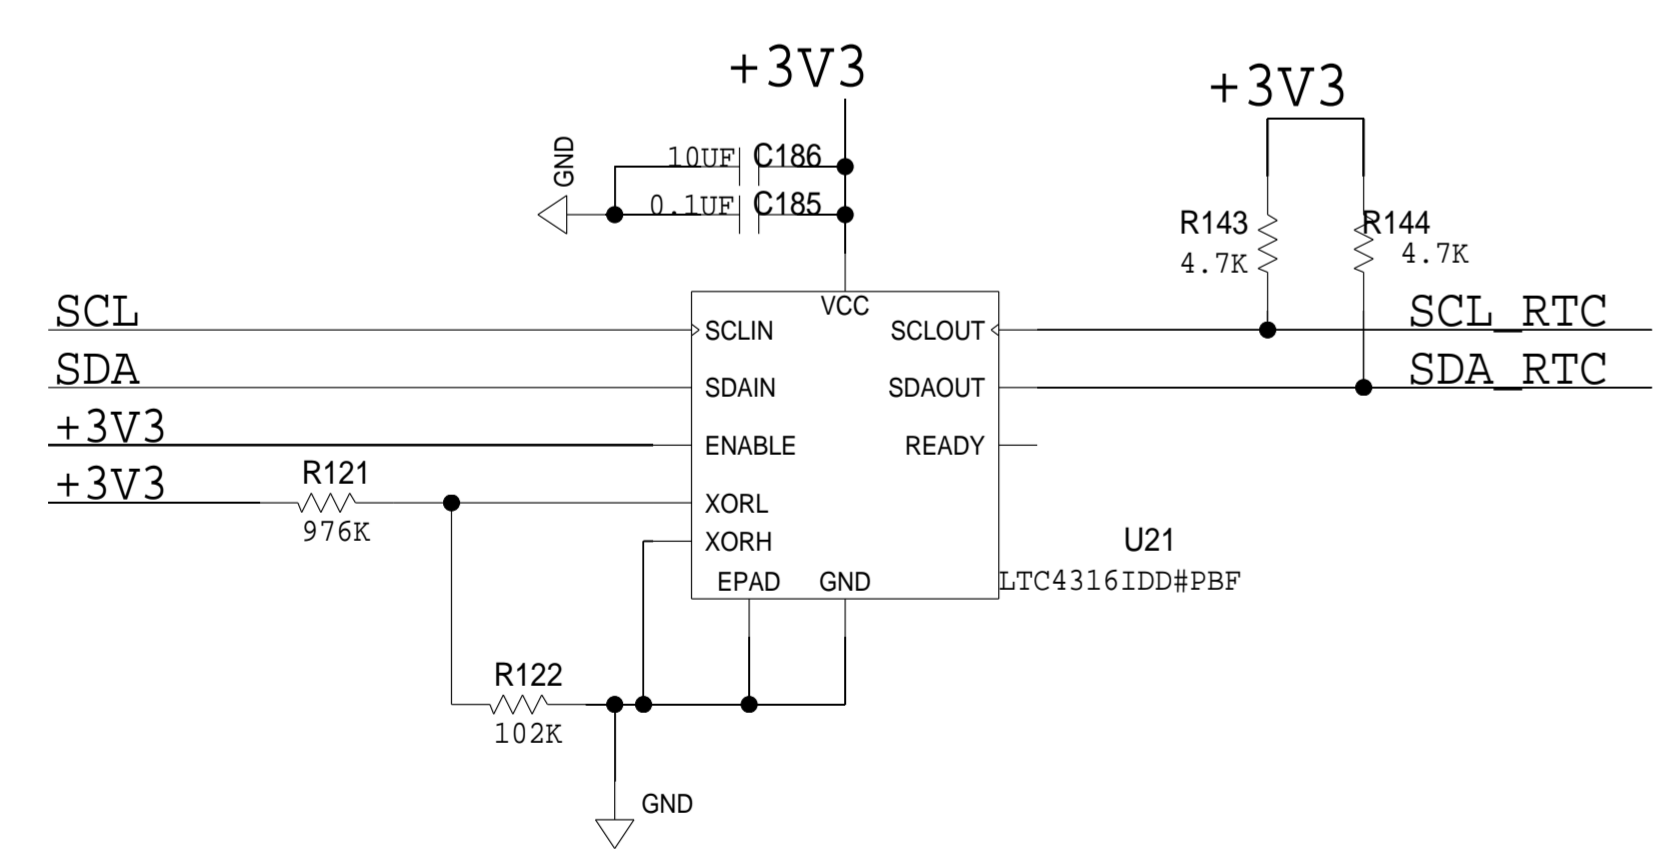 +3V3
+3V3
GND
10UF C186
0.1UF C185
R143
4.7K
R144
4.7K
VCC
SCL
SCLIN
SCLOUT
SCL_RTC
SDA
SDAIN
SDAOUT
SDA_RTC
+3V3
ENABLE
READY
+3V3
R121
976K
XORL
XORH
EPAD
GND
U21
LTC4316IDD#PBF
R122
102K
GND